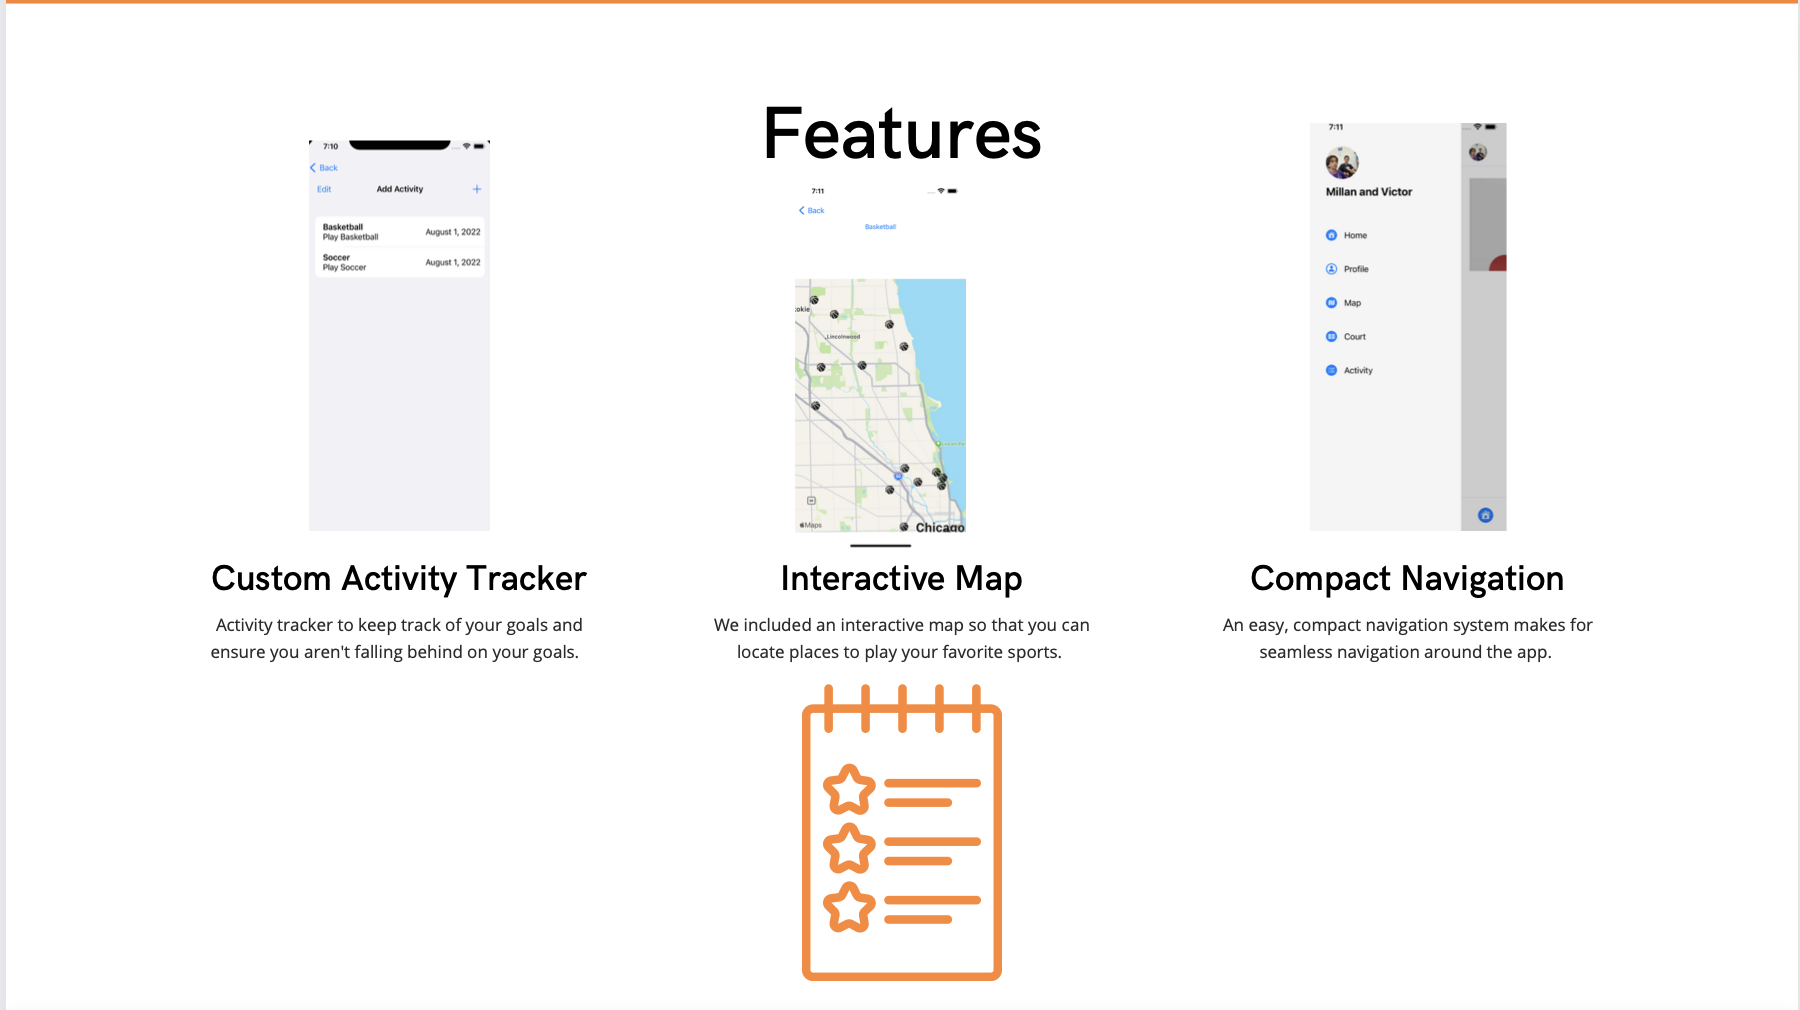 Features
7:10
Back
Edit Add Activity +
Basketball
Play Basketball August 1, 2022
Soccer
Play Soccer August 1, 2022
Custom Activity Tracker
Activity tracker to keep track of your goals and
ensure you aren't falling behind on your goals.
7:11
Back
Basketball
okie
Lincolnwood
Maps
Chicago
Interactive Map
We included an interactive map so that you can
locate places to play your favorite sports.
7:11
Millan and Victor
Home
Profile
Map
Court
Activity
Compact Navigation
An easy, compact navigation system makes for
seamless navigation around the app.